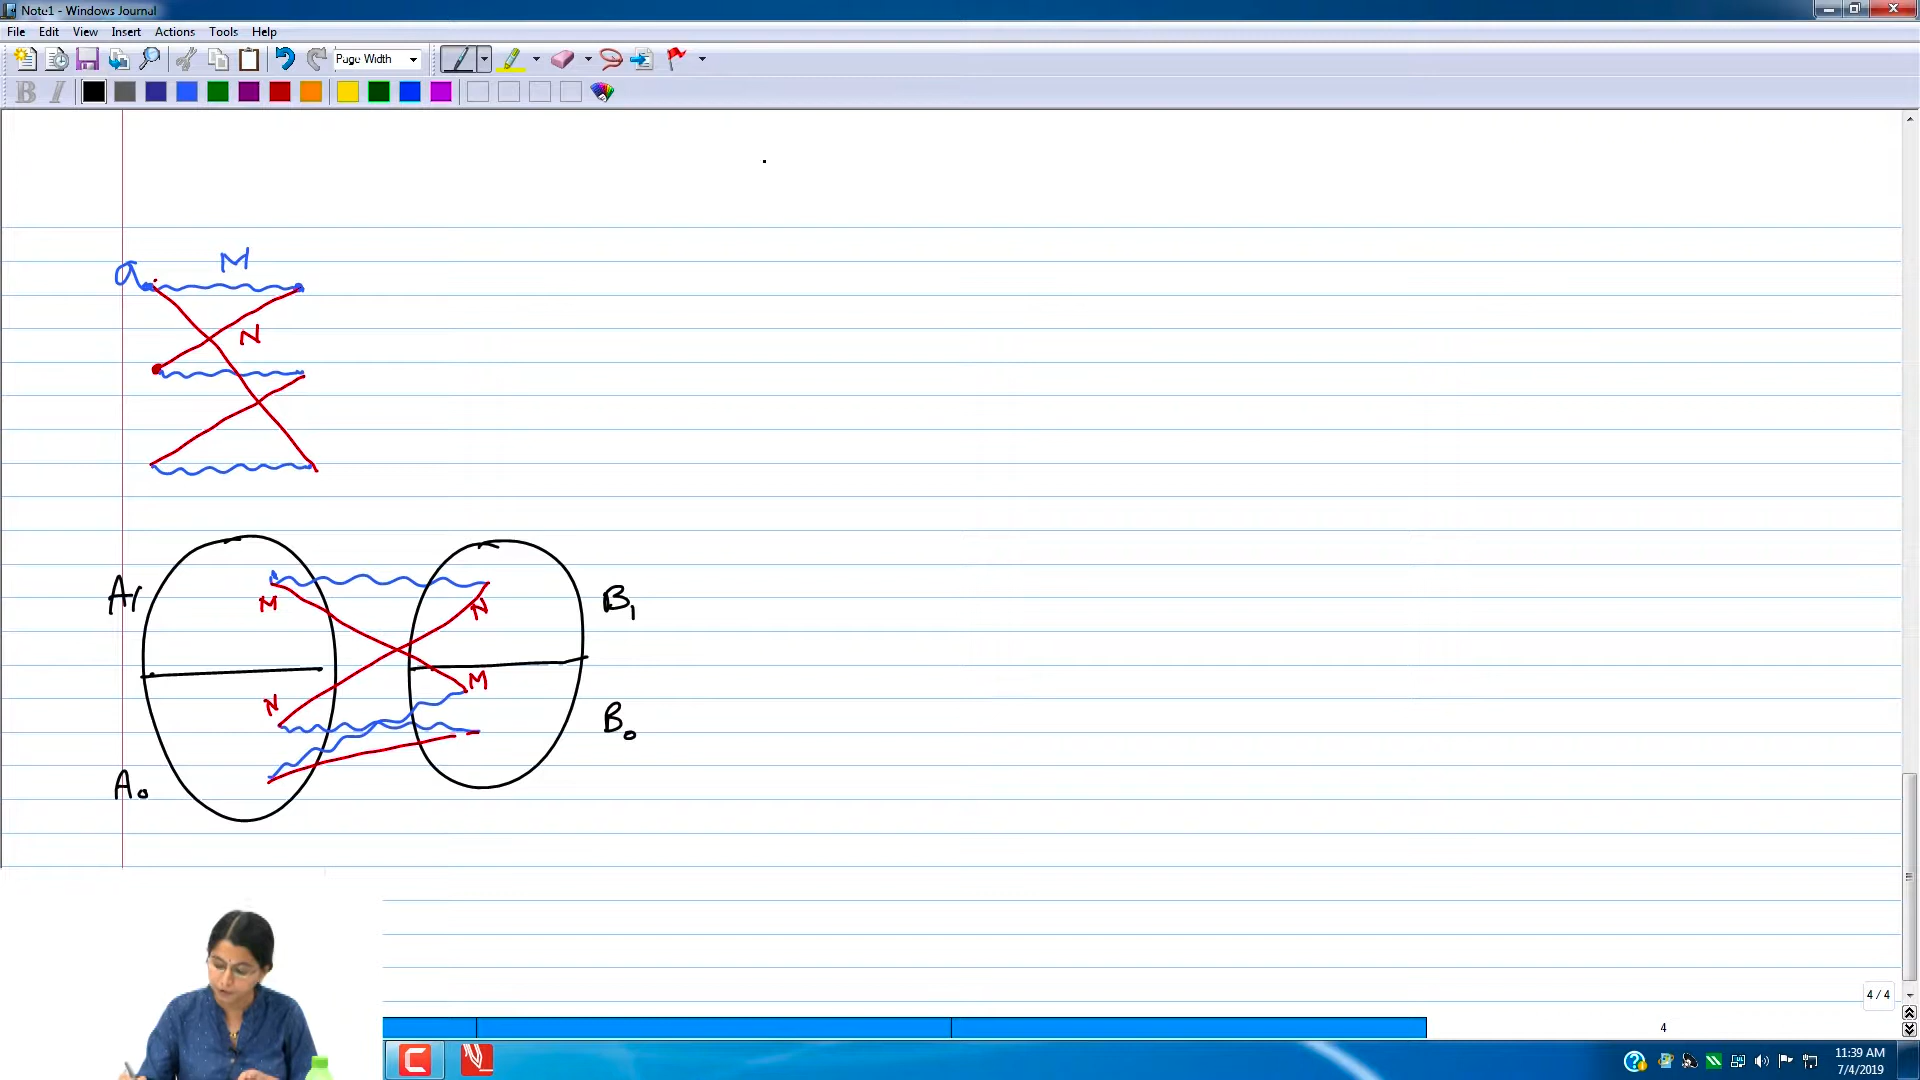 Note1 - Windows Journal
File Edit View Insert Actions Tools Help
Page Width
B I
a M
N
A1 M N B1
N M
B0
A0
4 / 4
4
11:39 AM
7/4/2019